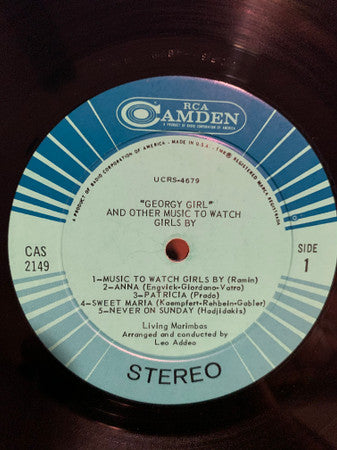 RCA
CAMDEN
A PRODUCT OF RADIO CORPORATION OF AMERICA
A PRODUCT OF RADIO CORPORATION OF AMERICA - MADE IN U.S.A. - TMK® REGISTERED MARCA REGISTRADA
UCRS-4679
"GEORGY GIRL"
AND OTHER MUSIC TO WATCH
GIRLS BY
CAS
2149
SIDE
1
1-MUSIC TO WATCH GIRLS BY (Ramin)
2-ANNA (Engvick-Giordano-Vatro)
3-PATRICIA (Prado)
4-SWEET MARIA (Kaempfert-Rehbein-Gabler)
5-NEVER ON SUNDAY (Hadjidakis)
Living Marimbas
Arranged and conducted by
Leo Addeo
STEREO